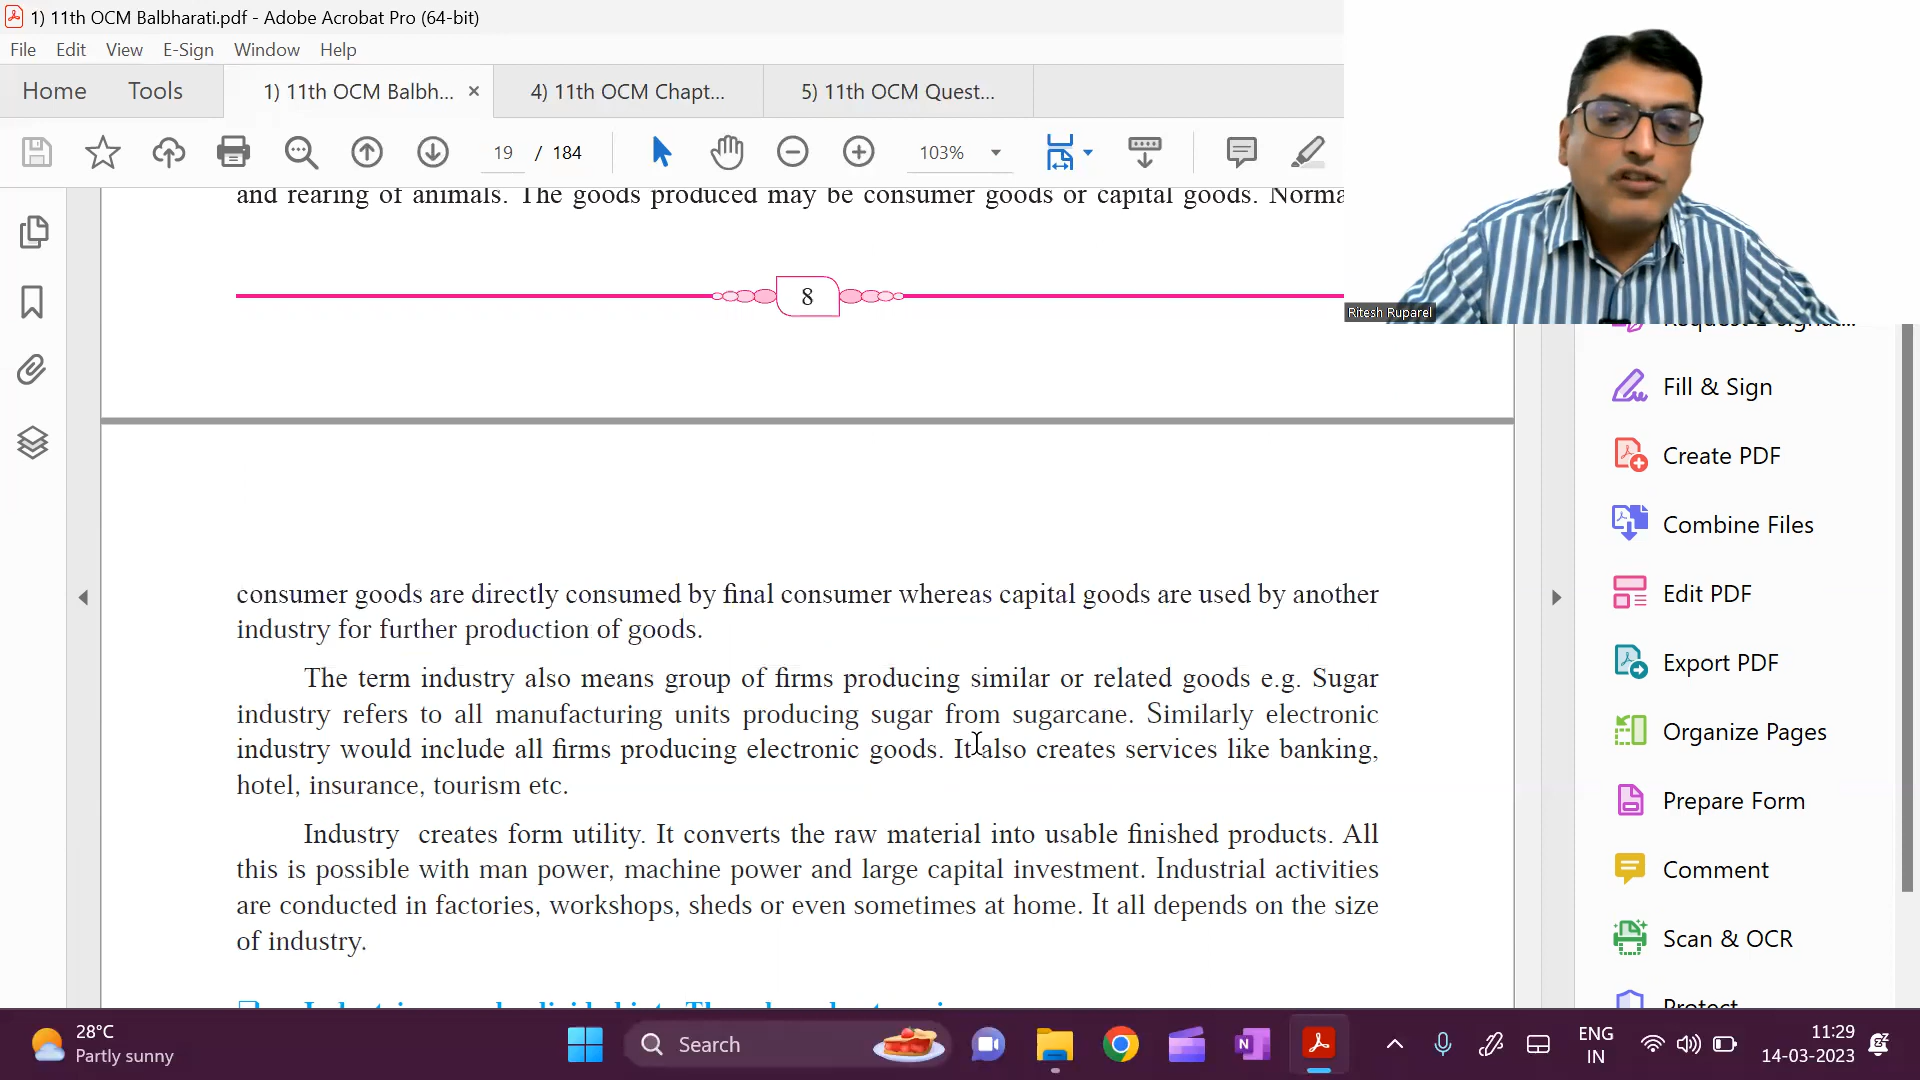 1) 11th OCM Balbharati.pdf - Adobe Acrobat Pro (64-bit)
File Edit View E-Sign Window Help
Home Tools 1) 11th OCM Balbh... × 4) 11th OCM Chapt... 5) 11th OCM Quest...
19 / 184 103%
and rearing of animals. The goods produced may be consumer goods or capital goods.
8
Ritesh Ruparel
Fill & Sign
Create PDF
Combine Files
Edit PDF
Export PDF
Organize Pages
Prepare Form
Comment
Scan & OCR
Protect
consumer goods are directly consumed by final consumer whereas capital goods are used by another
industry for further production of goods.
The term industry also means group of firms producing similar or related goods e.g. Sugar
industry refers to all manufacturing units producing sugar from sugarcane. Similarly electronic
industry would include all firms producing electronic goods. It also creates services like banking,
hotel, insurance, tourism etc.
Industry creates form utility. It converts the raw material into usable finished products. All
this is possible with man power, machine power and large capital investment. Industrial activities
are conducted in factories, workshops, sheds or even sometimes at home. It all depends on the size
of industry.
28°C
Partly sunny
Search
N
ENG
IN
11:29
14-03-2023